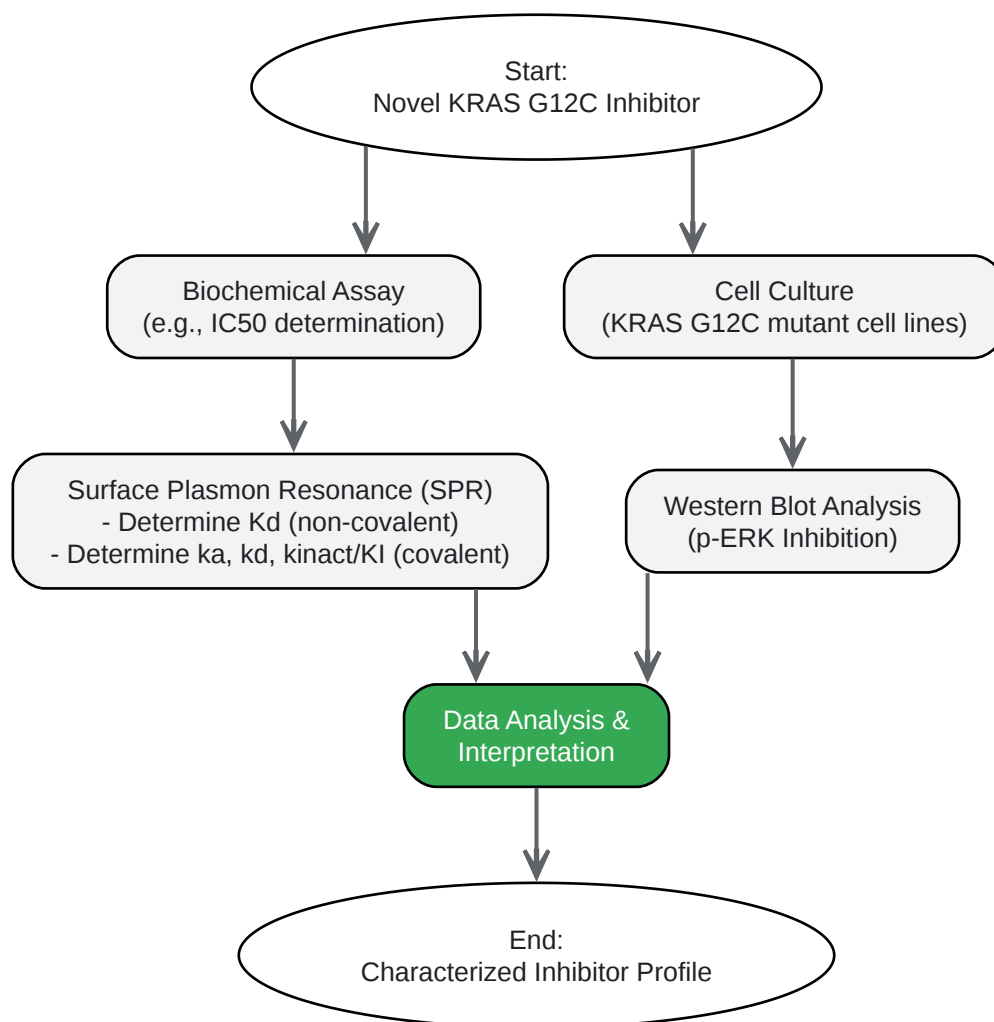 Start:
Novel KRAS G12C Inhibitor
Biochemical Assay
(e.g., IC50 determination)
Cell Culture
(KRAS G12C mutant cell lines)
Surface Plasmon Resonance (SPR)
- Determine Kd (non-covalent)
- Determine ka, kd, kinact/KI (covalent)
Western Blot Analysis
(p-ERK Inhibition)
Data Analysis &
Interpretation
End:
Characterized Inhibitor Profile